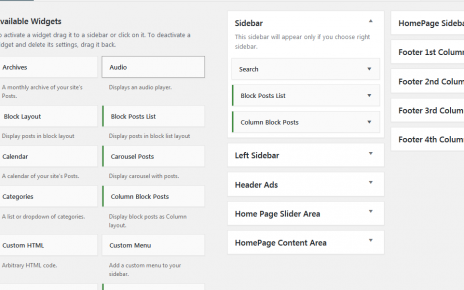 vailable Widgets
o activate a widget drag it to a sidebar or click on it. To deactivate a
idget and delete its settings, drag it back.
Archives
Audio
A monthly archive of your site's
Posts.
Displays an audio player.
Block Layout
Block Posts List
Display posts in block layout
Display posts in block list layout
Calendar
Carousel Posts
A calendar of your site's Posts.
Display carousel with posts.
Categories
Column Block Posts
A list or dropdown of categories.
Display block posts as Column
layout.
Custom HTML
Custom Menu
Arbitrary HTML code.
Add a custom menu to your
sidebar.
Sidebar
This sidebar will appear only if you choose right
sidebar.
Search
Block Posts List
Column Block Posts
Left Sidebar
Header Ads
Home Page Slider Area
HomePage Content Area
HomePage Sideba
Footer 1st Column
Footer 2nd Colum
Footer 3rd Colum
Footer 4th Colum